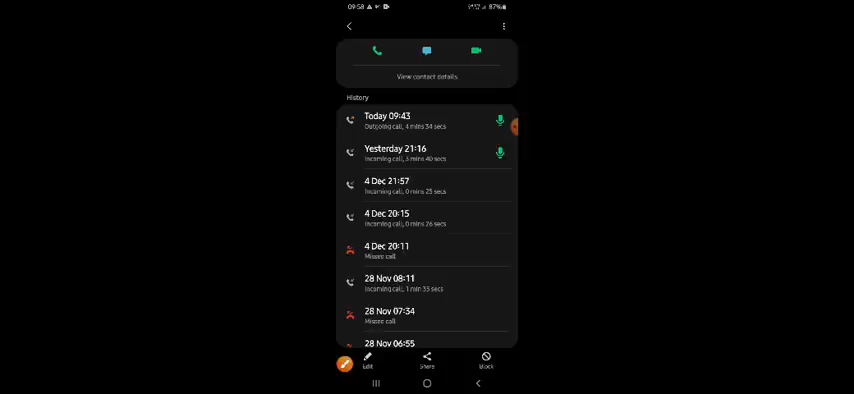 09:58
87%
View contact details
History
Today 09:43
Outgoing call, 4 mins 34 secs
Yesterday 21:16
Incoming call, 3 mins 40 secs
4 Dec 21:57
Incoming call, 0 mins 25 secs
4 Dec 20:15
Incoming call, 0 mins 26 secs
4 Dec 20:11
Missed call
28 Nov 08:11
Incoming call, 1 min 33 secs
28 Nov 07:34
Missed call
28 Nov 06:55
Edit
Share
Block